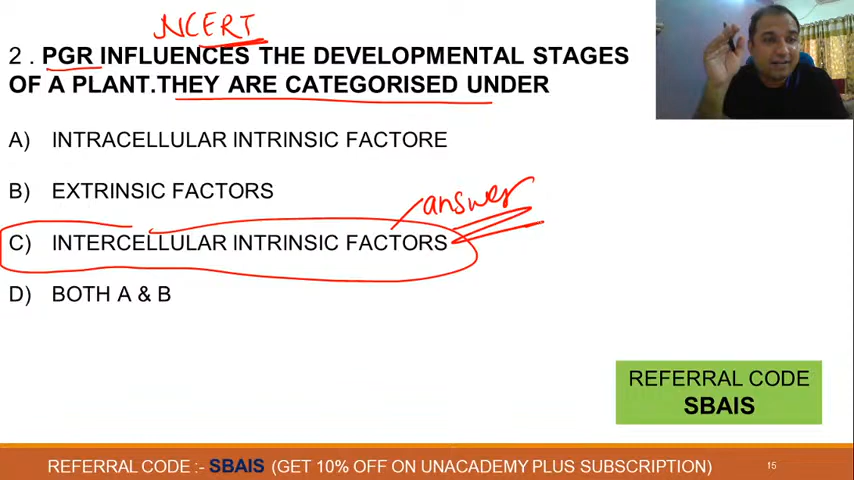 NCERT
2 . PGR INFLUENCES THE DEVELOPMENTAL STAGES
OF A PLANT.THEY ARE CATEGORISED UNDER
A) INTRACELLULAR INTRINSIC FACTORE
B) EXTRINSIC FACTORS
answer
C) INTERCELLULAR INTRINSIC FACTORS
D) BOTH A & B
REFERRAL CODE
SBAIS
REFERRAL CODE :- SBAIS (GET 10% OFF ON UNACADEMY PLUS SUBSCRIPTION)
15